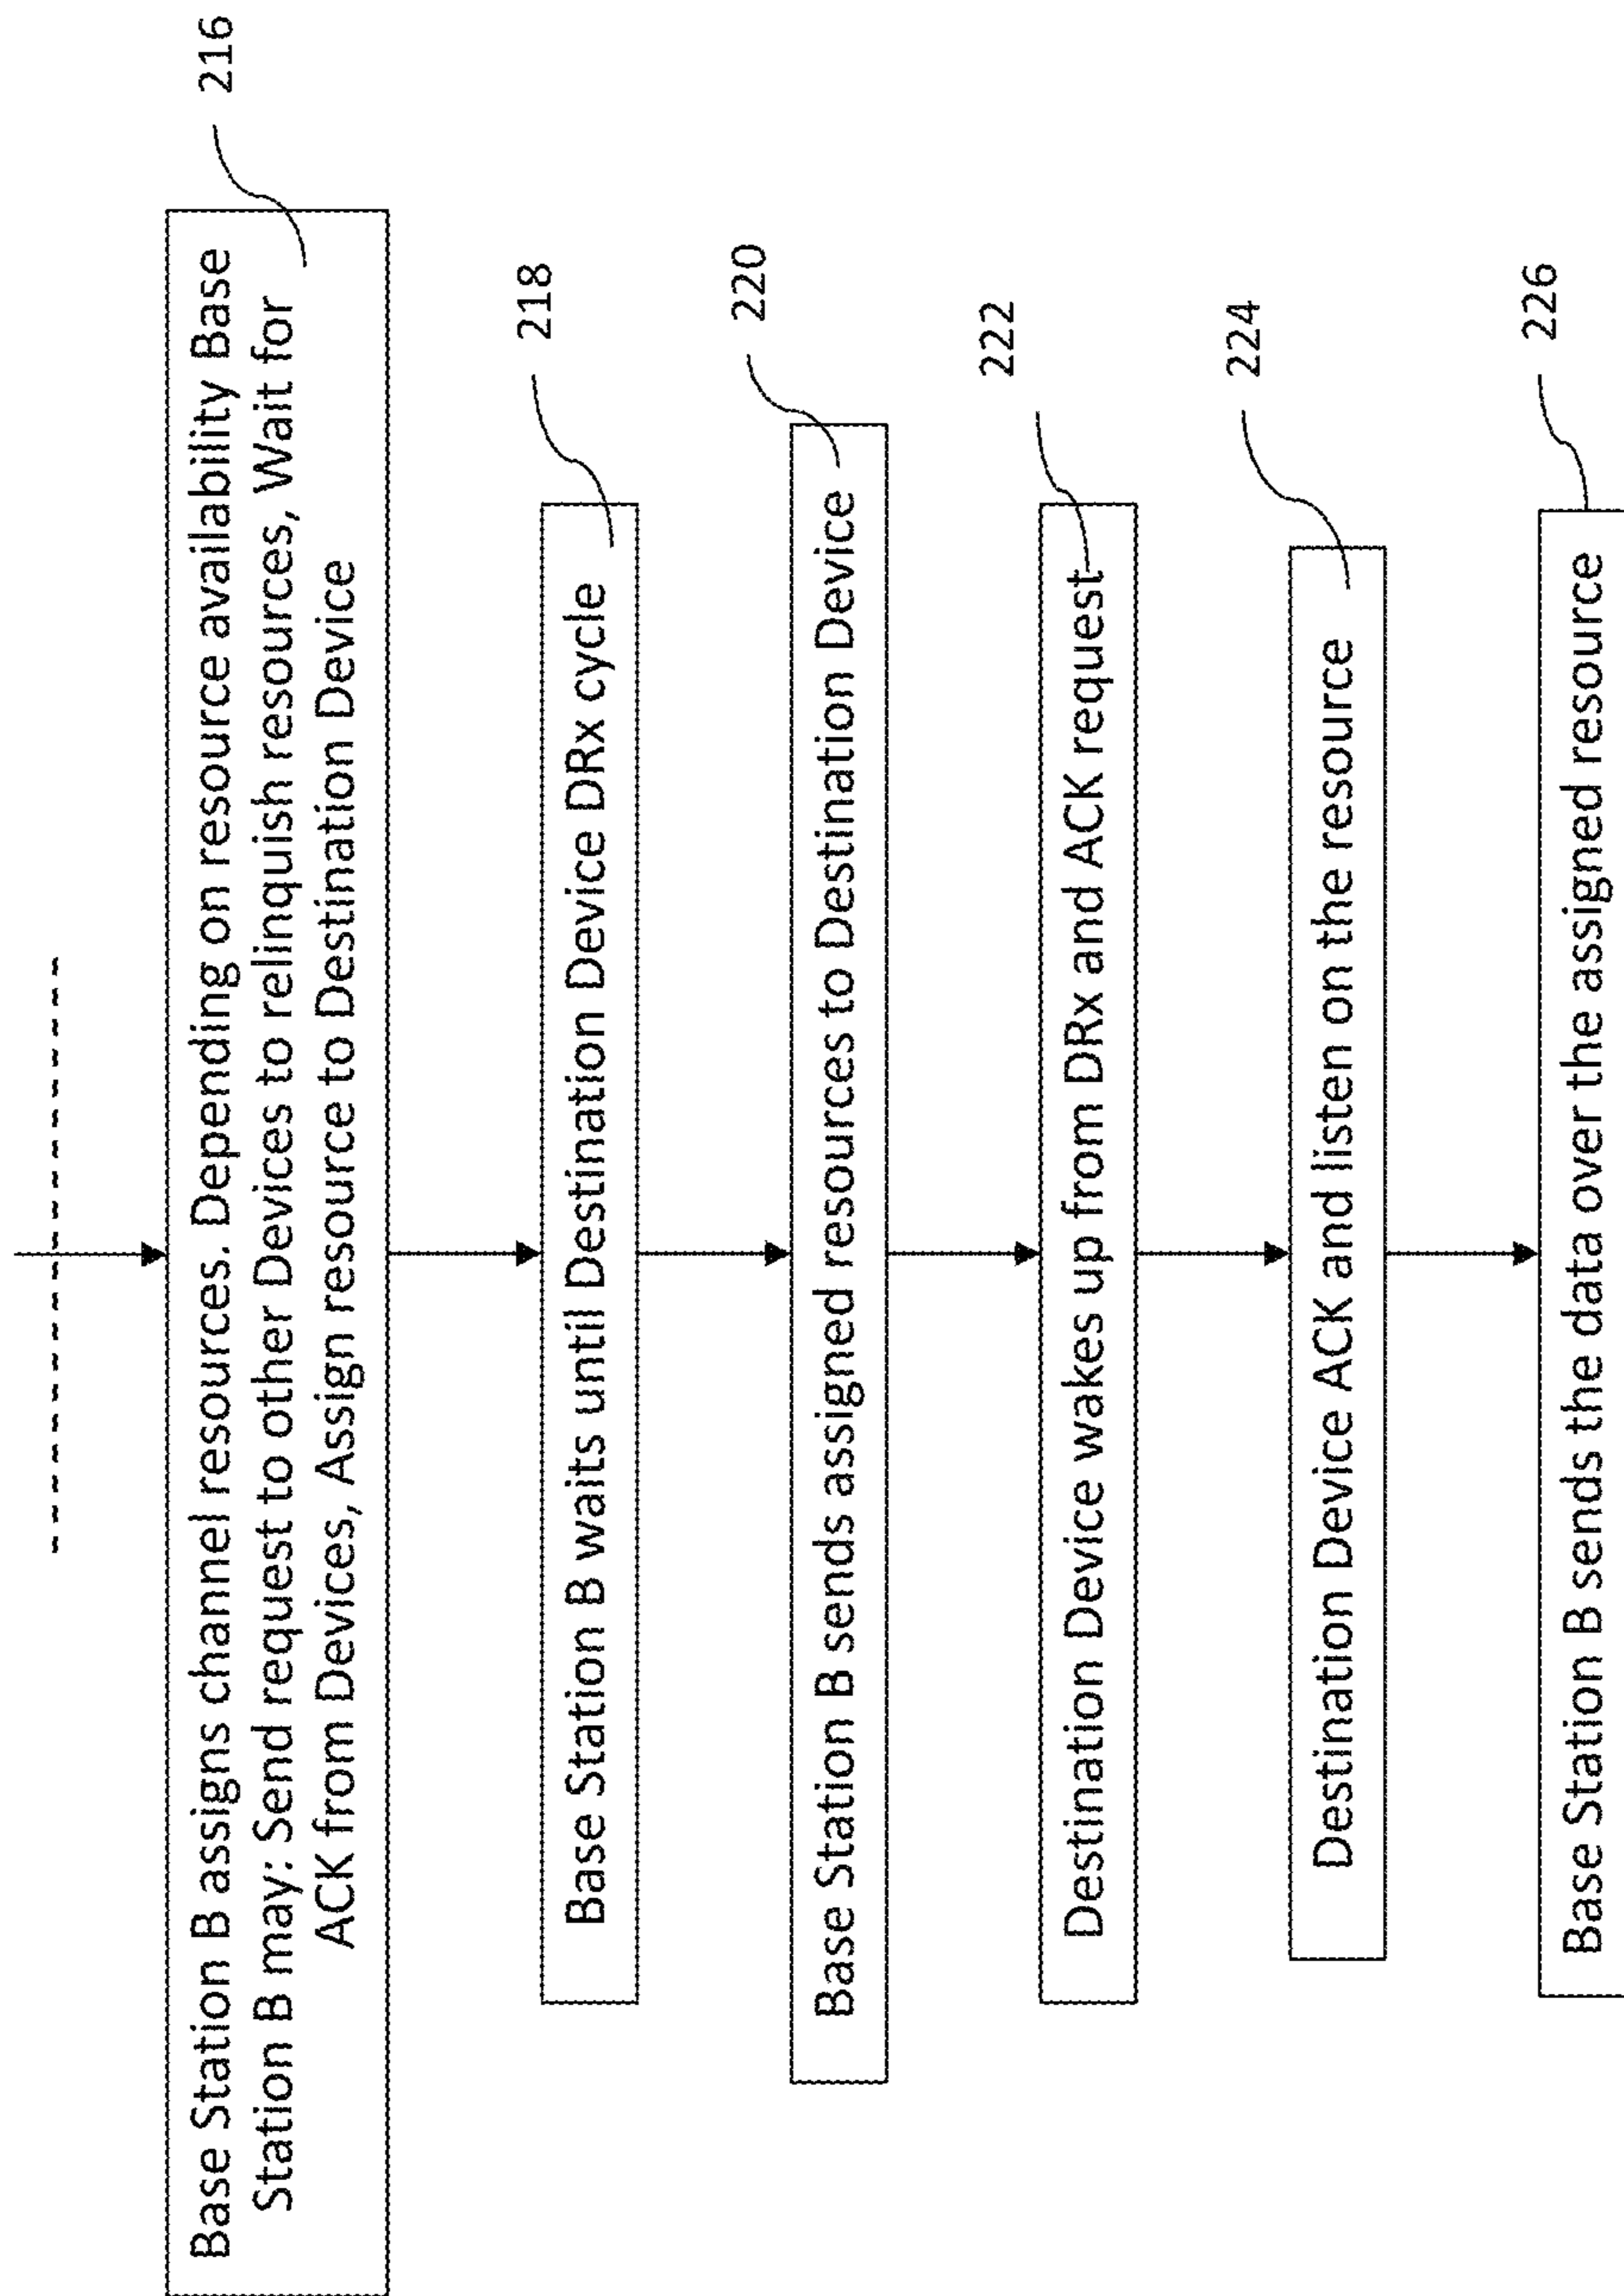 Base Station B assigns channel resources. Depending on resource availability Base
Station B may: Send request to other Devices to relinquish resources, Wait for
ACK from Devices, Assign resource to Destination Device
216
Base Station B waits until Destination Device DRx cycle
218
Base Station B sends assigned resources to Destination Device
220
Destination Device wakes up from DRx and ACK request
222
Destination Device ACK and listen on the resource
224
Base Station B sends the data over the assigned resource
226